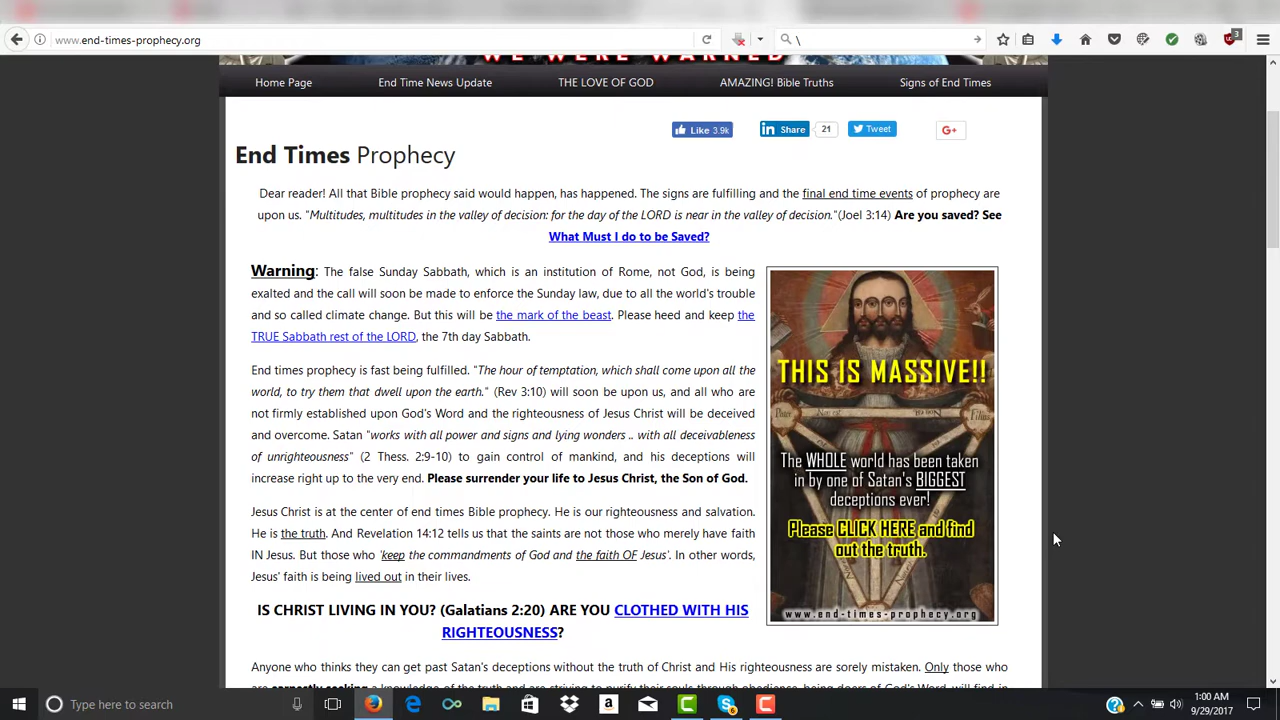 www.end-times-prophecy.org
\
3
WE WERE WARNED
Home Page End Time News Update THE LOVE OF GOD AMAZING! Bible Truths Signs of End Times
Like 3.9k Share 21 Tweet G+
End Times Prophecy
Dear reader! All that Bible prophecy said would happen, has happened. The signs are fulfilling and the final end time events of prophecy are
upon us. "Multitudes, multitudes in the valley of decision: for the day of the LORD is near in the valley of decision."(Joel 3:14) Are you saved? See
What Must I do to be Saved?
Warning: The false Sunday Sabbath, which is an institution of Rome, not God, is being
exalted and the call will soon be made to enforce the Sunday law, due to all the world's trouble
and so called climate change. But this will be the mark of the beast. Please heed and keep the
TRUE Sabbath rest of the LORD, the 7th day Sabbath.
End times prophecy is fast being fulfilled. "The hour of temptation, which shall come upon all the
world, to try them that dwell upon the earth." (Rev 3:10) will soon be upon us, and all who are
not firmly established upon God's Word and the righteousness of Jesus Christ will be deceived
and overcome. Satan "works with all power and signs and lying wonders .. with all deceivableness
of unrighteousness" (2 Thess. 2:9-10) to gain control of mankind, and his deceptions will
increase right up to the very end. Please surrender your life to Jesus Christ, the Son of God.
Jesus Christ is at the center of end times Bible prophecy. He is our righteousness and salvation.
He is the truth. And Revelation 14:12 tells us that the saints are not those who merely have faith
IN Jesus. But those who 'keep the commandments of God and the faith OF Jesus'. In other words,
Jesus' faith is being lived out in their lives.
IS CHRIST LIVING IN YOU? (Galatians 2:20) ARE YOU CLOTHED WITH HIS
RIGHTEOUSNESS?
THIS IS MASSIVE!!
The WHOLE world has been taken
in by one of Satan's BIGGEST
deceptions ever!
Please CLICK HERE and find
out the truth.
www.end-times-prophecy.org
Anyone who thinks they can get past Satan's deceptions without the truth of Christ and His righteousness are sorely mistaken. Only those who
Type here to search
6
1:00 AM
9/29/2017